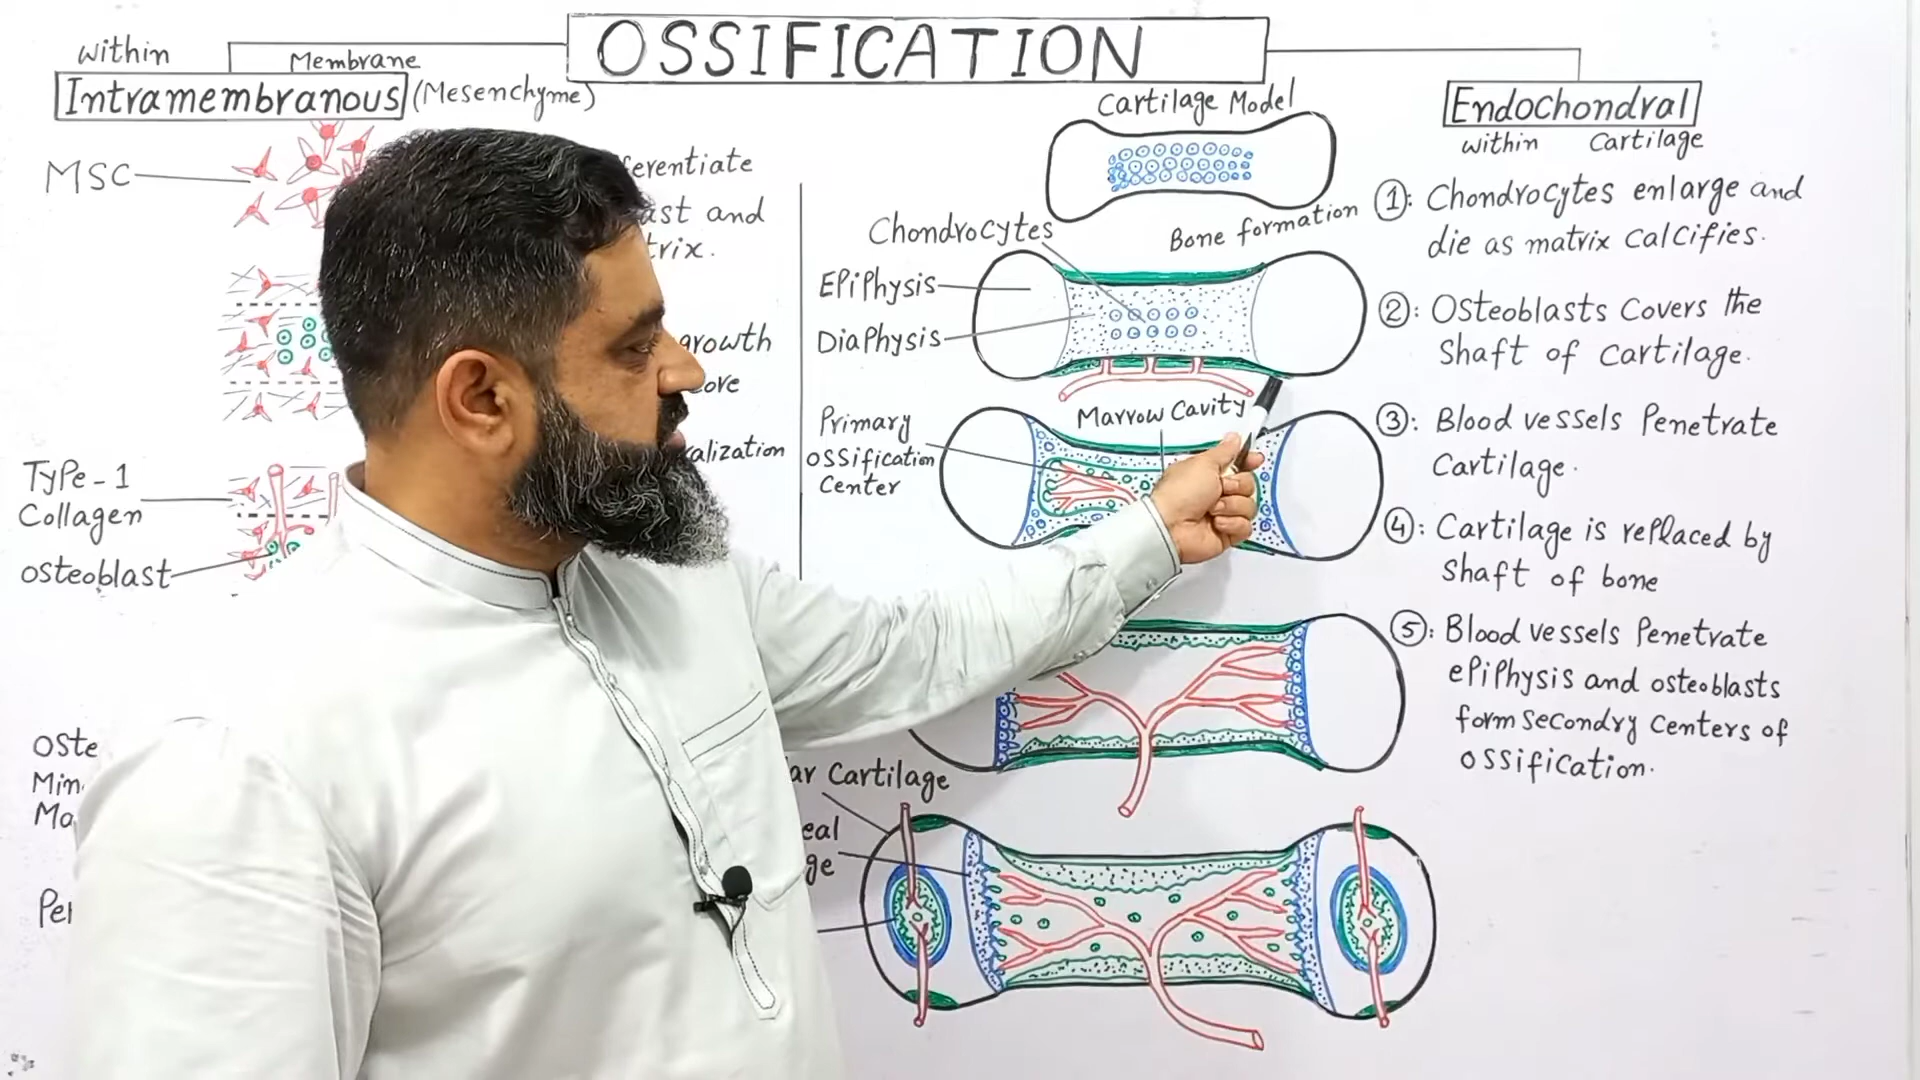 OSSIFICATION
within
Membrane
Intramembranous (Mesenchyme)
MSC
erentiate
ast and
trix.
growth
ove
alization
Type-1
Collagen
osteoblast
Oste
Min
Ma
Per
Cartilage Model
Chondrocytes
Bone formation
Epiphysis
Diaphysis
Marrow Cavity
Primary
ossification
Center
ar Cartilage
eal
ge
Endochondral
within Cartilage
①: Chondrocytes enlarge and
die as matrix Calcifies.
②: Osteoblasts Covers the
Shaft of Cartilage.
③: Blood vessels Penetrate
Cartilage.
④: Cartilage is replaced by
Shaft of bone
⑤: Blood vessels Penetrate
epiphysis and osteoblasts
form secondry Centers of
ossification.